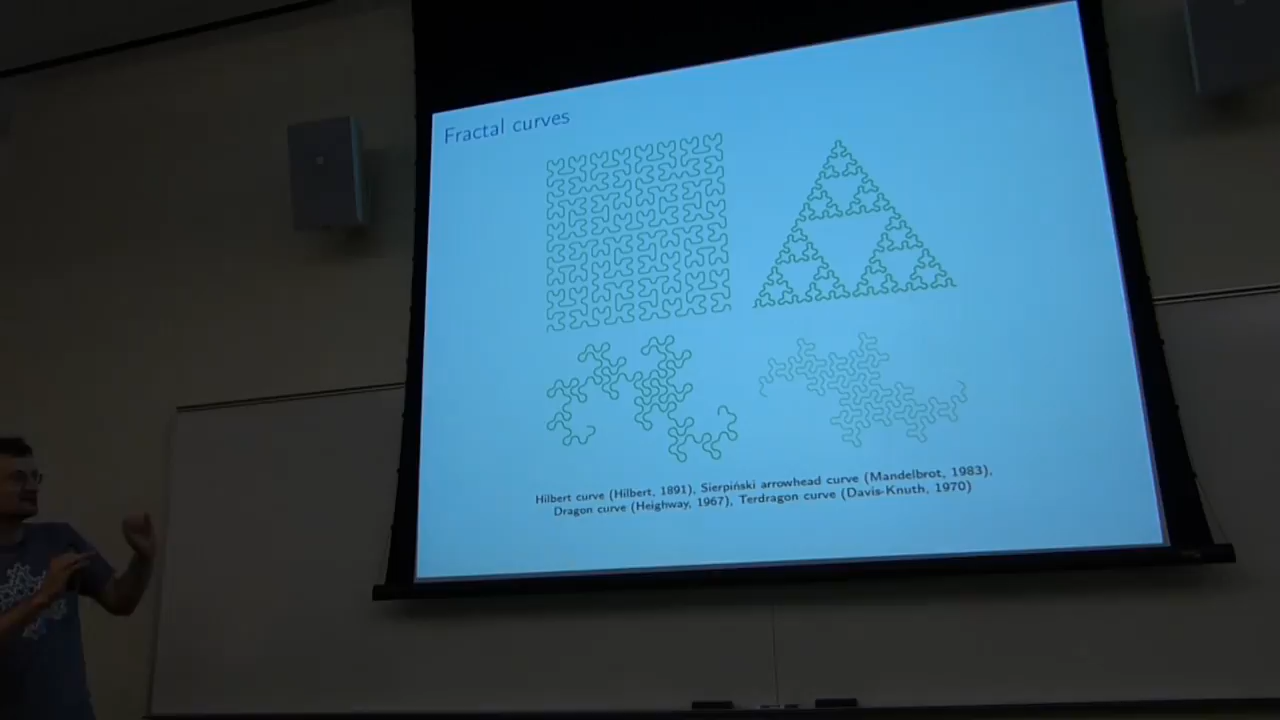 Fractal curves
Hilbert curve (Hilbert, 1891), Sierpiński arrowhead curve (Mandelbrot, 1983),
Dragon curve (Heighway, 1967), Terdragon curve (Davis-Knuth, 1970)